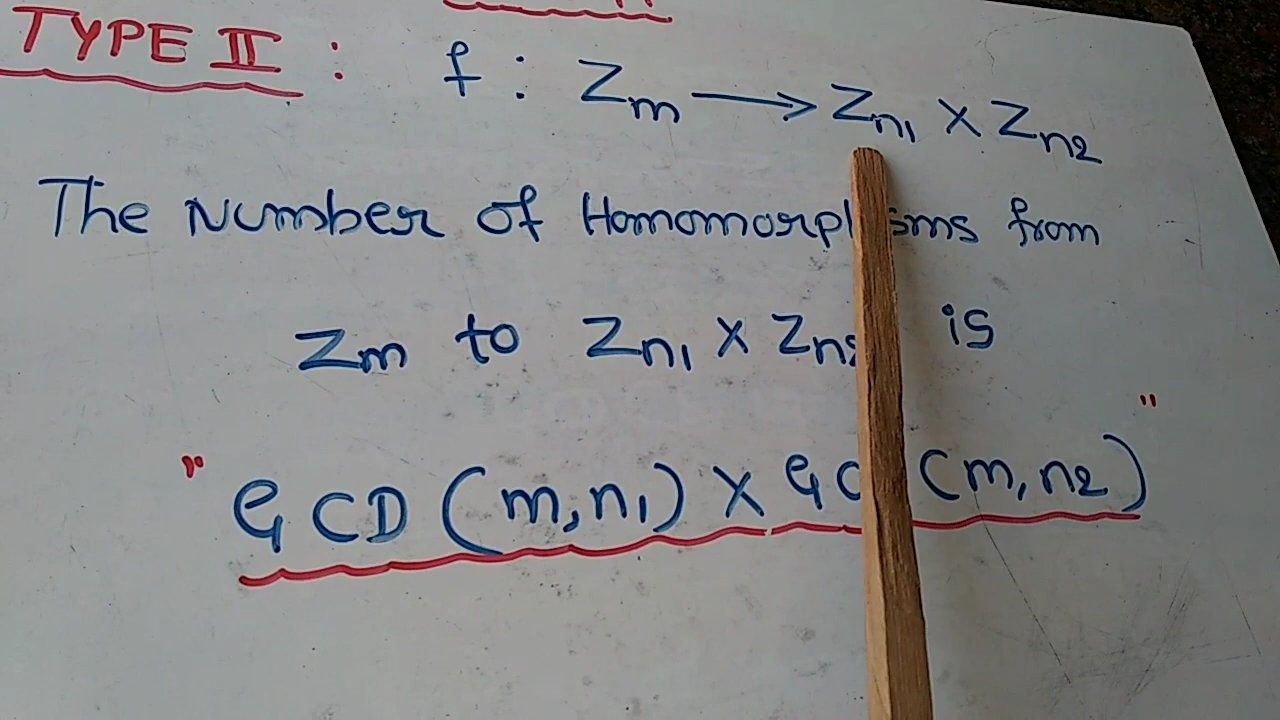 TYPE II : f : Zm → Zn1 × Zn2
The Number of Homomorphisms from
Zm to Zn1 × Zn2 is
"GCD (m,n1) × GCD (m,n2)"